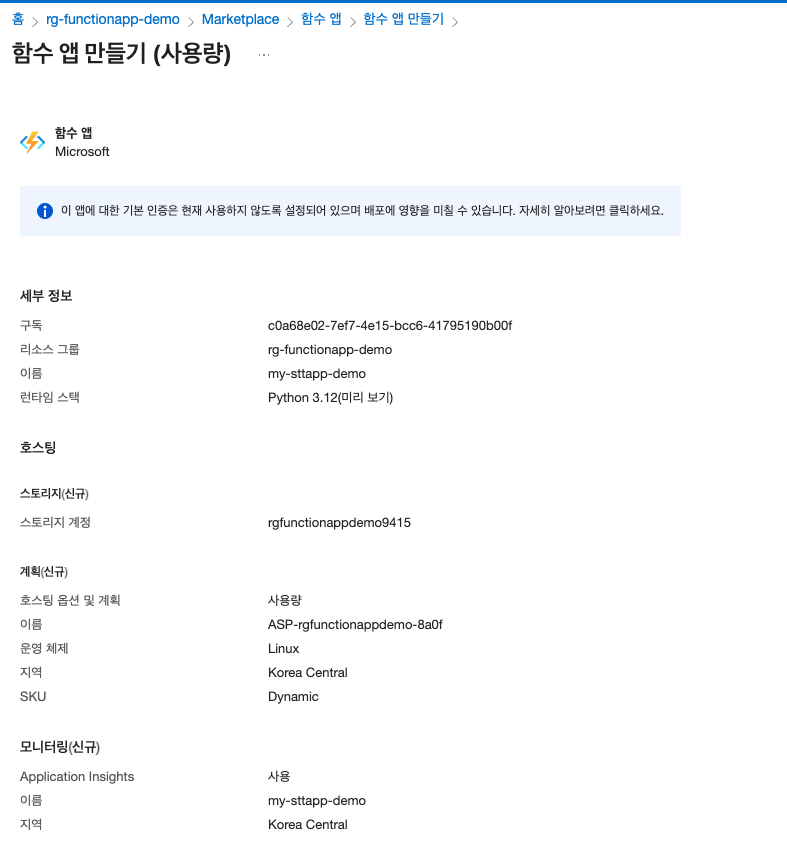 홈 > rg-functionapp-demo > Marketplace > 함수 앱 > 함수 앱 만들기 >
함수 앱 만들기 (사용량) ...
함수 앱
Microsoft
이 앱에 대한 기본 인증은 현재 사용하지 않도록 설정되어 있으며 배포에 영향을 미칠 수 있습니다. 자세히 알아보려면 클릭하세요.
세부 정보
구독 c0a68e02-7ef7-4e15-bcc6-41795190b00f
리소스 그룹 rg-functionapp-demo
이름 my-sttapp-demo
런타임 스택 Python 3.12(미리 보기)
호스팅
스토리지(신규)
스토리지 계정 rgfunctionappdemo9415
계획(신규)
호스팅 옵션 및 계획 사용량
이름 ASP-rgfunctionappdemo-8a0f
운영 체제 Linux
지역 Korea Central
SKU Dynamic
모니터링(신규)
Application Insights 사용
이름 my-sttapp-demo
지역 Korea Central